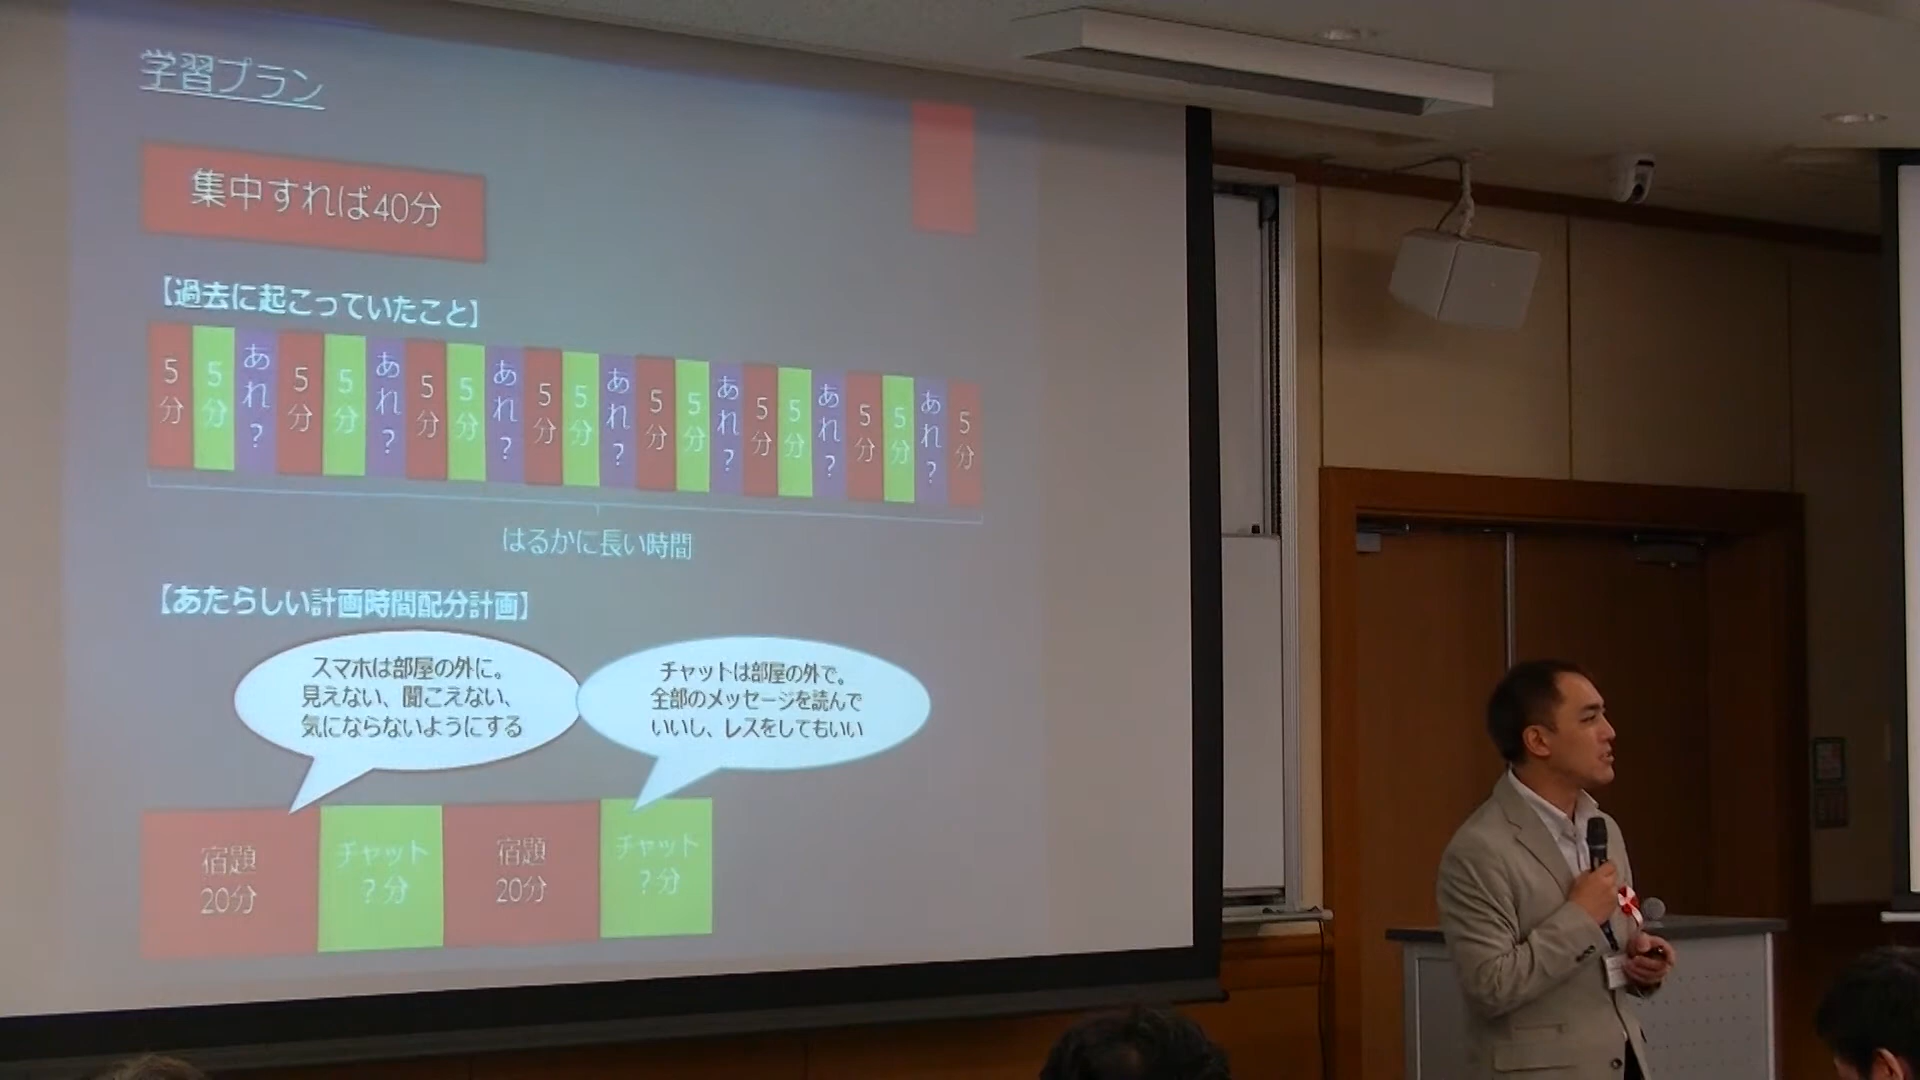 学習プラン
集中すれば40分
【過去に起こっていたこと】
5分 5分 あれ? 5分 5分 あれ? 5分 5分 あれ? 5分 5分 あれ? 5分 5分 あれ? 5分 5分 あれ? 5分 5分 あれ? 5分
はるかに長い時間
【あたらしい計画時間配分計画】
スマホは部屋の外に。
見えない、聞こえない、
気にならないようにする
チャットは部屋の外で。
全部のメッセージを読んで
いいし、レスをしてもいい
宿題
20分
チャット
?分
宿題
20分
チャット
?分